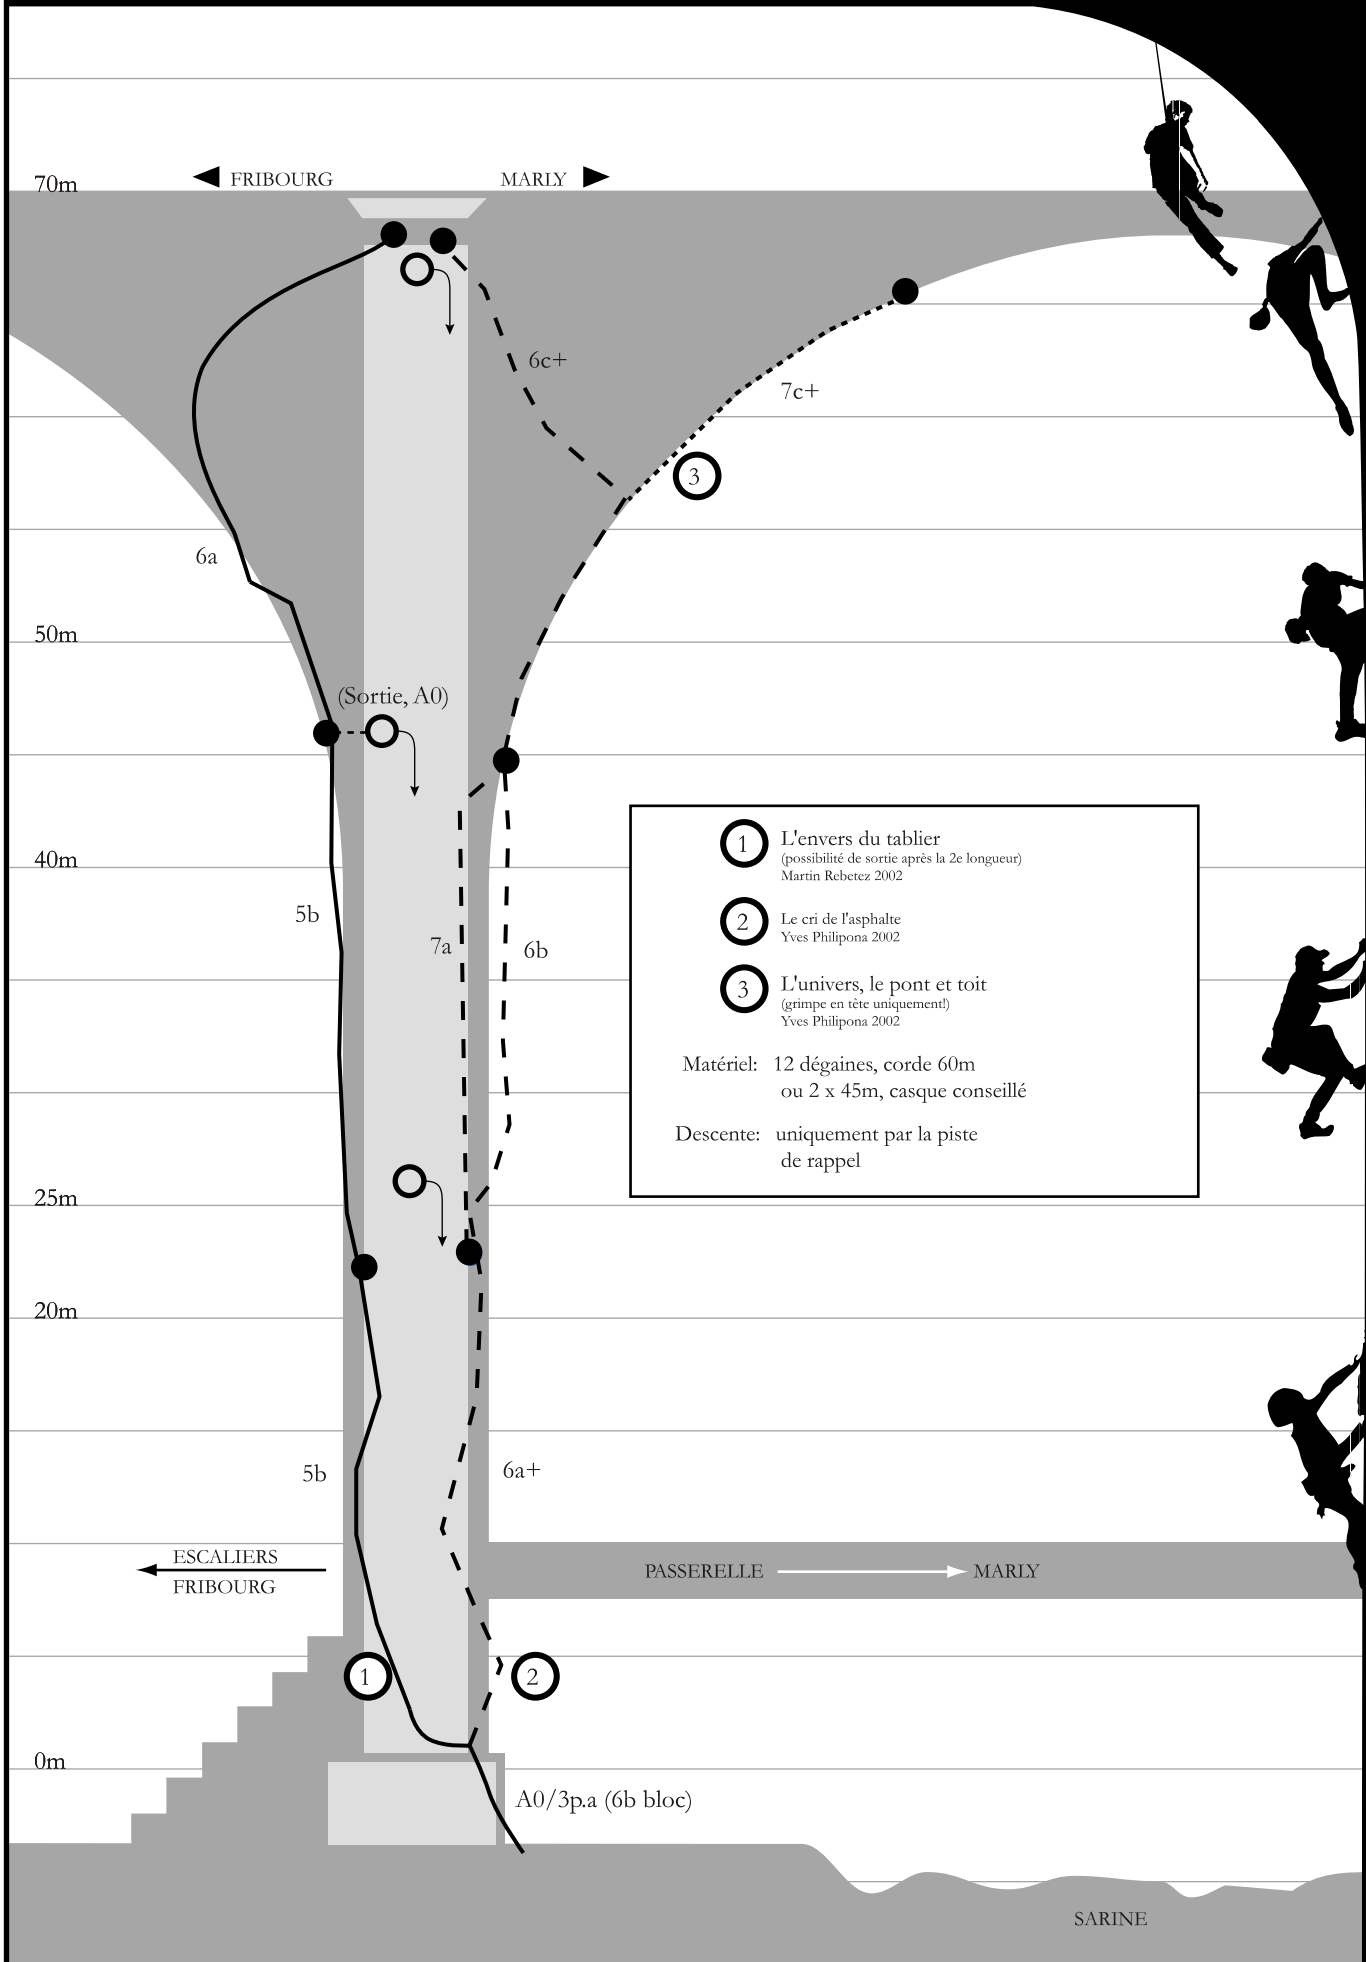 FRIBOURG
MARLY
70m
6c+
7c+
3
6a
50m
(Sortie, A0)
1
L'envers du tablier
(possibilité de sortie après la 2e longueur)
Martin Rebetez 2002
40m
5b
2
Le cri de l'asphalte
Yves Philipona 2002
7a
6b
3
L'univers, le pont et toit
(grimpe en tête uniquement!)
Yves Philipona 2002
Matériel: 12 dégaines, corde 60m
ou 2 x 45m, casque conseillé
Descente: uniquement par la piste
de rappel
25m
20m
5b
6a+
ESCALIERS
FRIBOURG
PASSERELLE
MARLY
1
2
0m
A0/3p.a (6b bloc)
SARINE